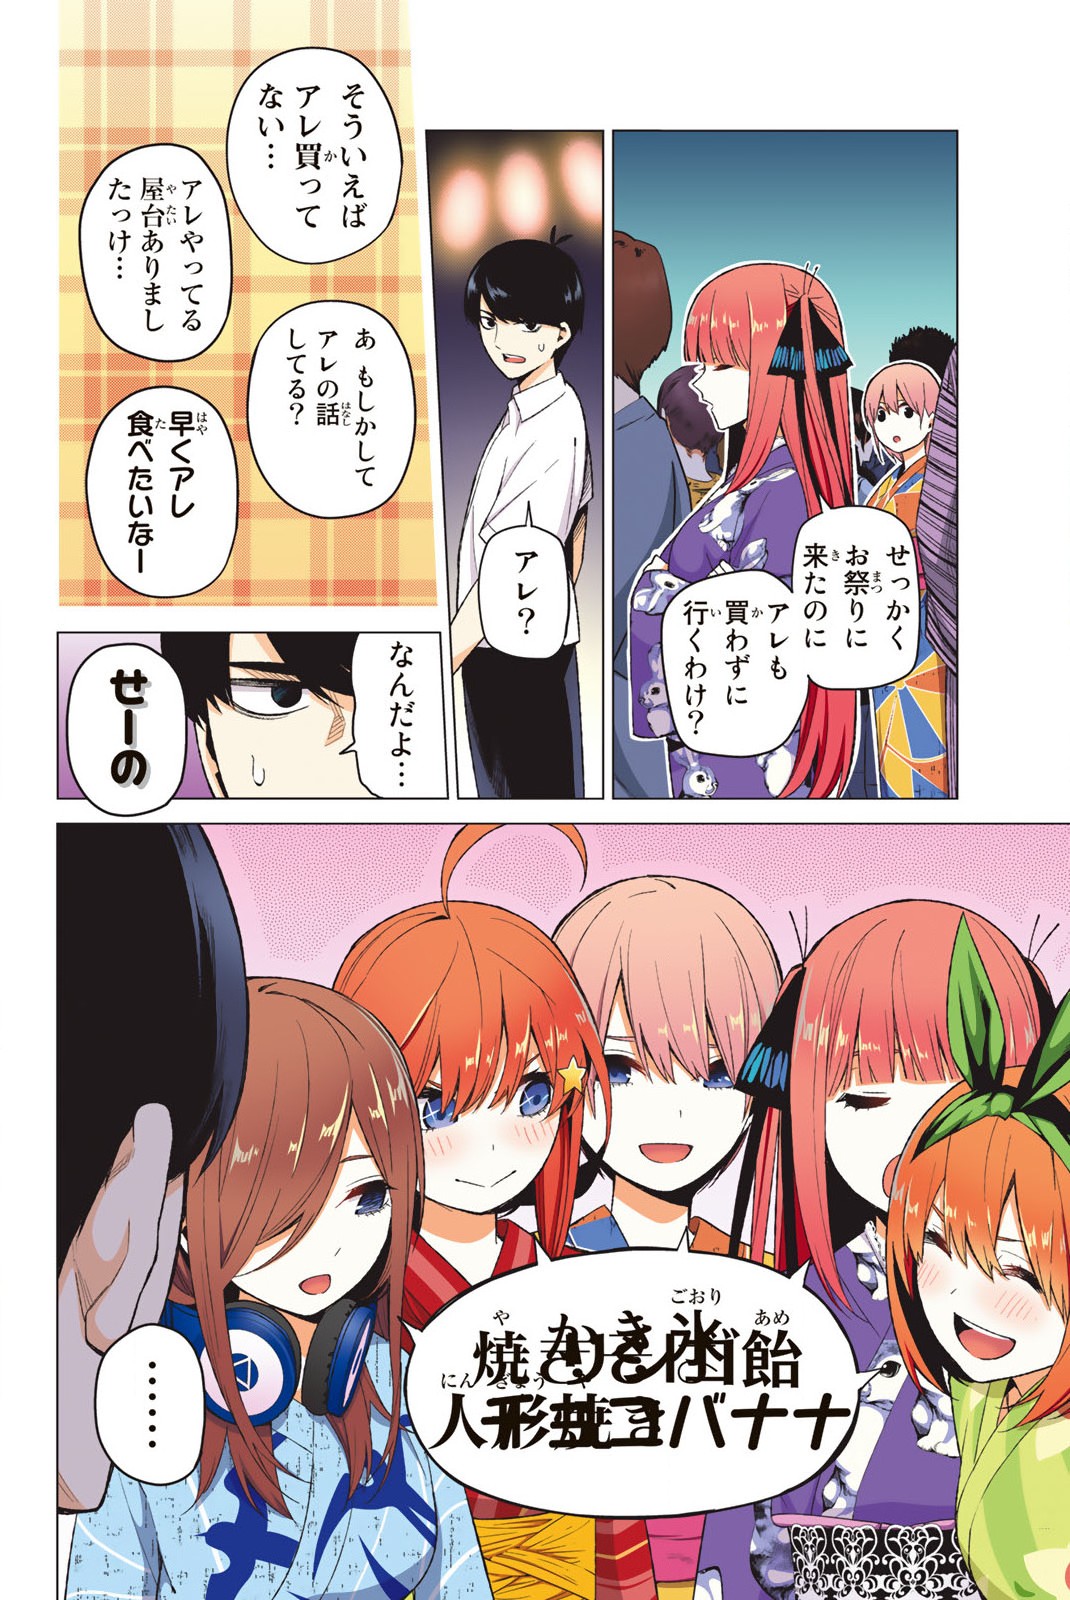 せっかく
お祭りに
来たのに
アレも
買わずに
行くわけ?
アレ?
そういえば
アレ買って
ない…
あ もしかして
アレの話
してる?
アレやってる
屋台ありまし
たっけ…
早くアレ
食べたいなー
なんだよ…
せーの
かき氷
リンゴ飴
人形焼き
チョコバナナ
焼きそば
……